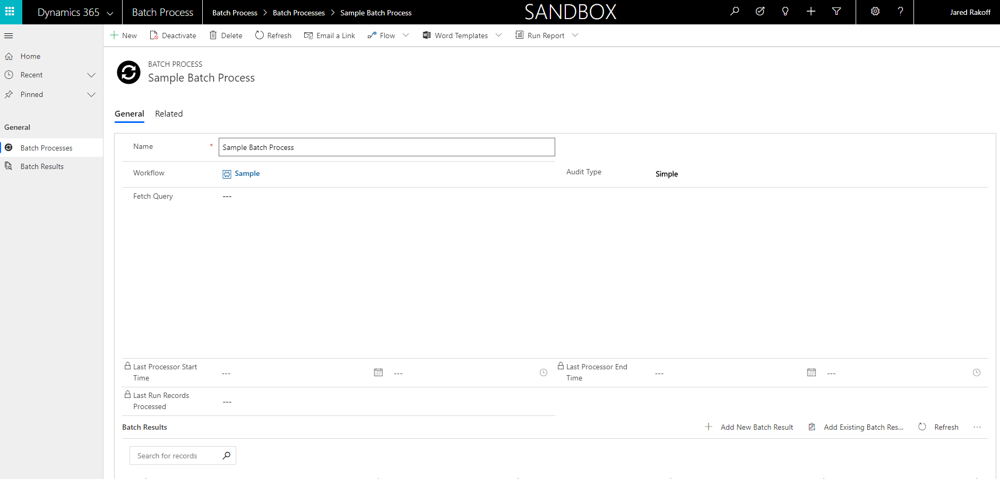 Dynamics 365 Batch Process Batch Process > Batch Processes > Sample Batch Process SANDBOX ? Jared Rakoff
New Deactivate Delete Refresh Email a Link Flow Word Templates Run Report
Home
Recent
Pinned
General
Batch Processes
Batch Results
BATCH PROCESS
Sample Batch Process
General Related
Name * Sample Batch Process
Workflow Sample Audit Type Simple
Fetch Query ---
Last Processor Start Time --- --- Last Processor End Time --- ---
Last Run Records Processed ---
Batch Results Add New Batch Result Add Existing Batch Res... Refresh ...
Search for records